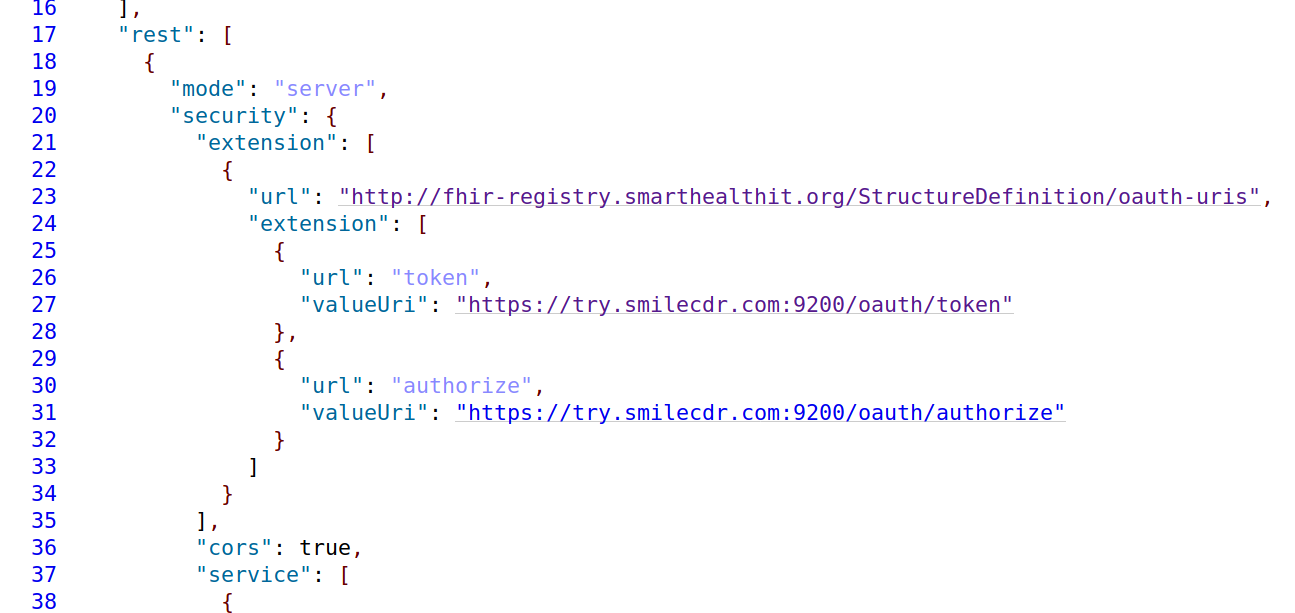 16 ],
17 "rest": [
18 {
19 "mode": "server",
20 "security": {
21 "extension": [
22 {
23 "url": "http://fhir-registry.smarthealthit.org/StructureDefinition/oauth-uris",
24 "extension": [
25 {
26 "url": "token",
27 "valueUri": "https://try.smilecdr.com:9200/oauth/token"
28 },
29 {
30 "url": "authorize",
31 "valueUri": "https://try.smilecdr.com:9200/oauth/authorize"
32 }
33 ]
34 }
35 ],
36 "cors": true,
37 "service": [
38 {